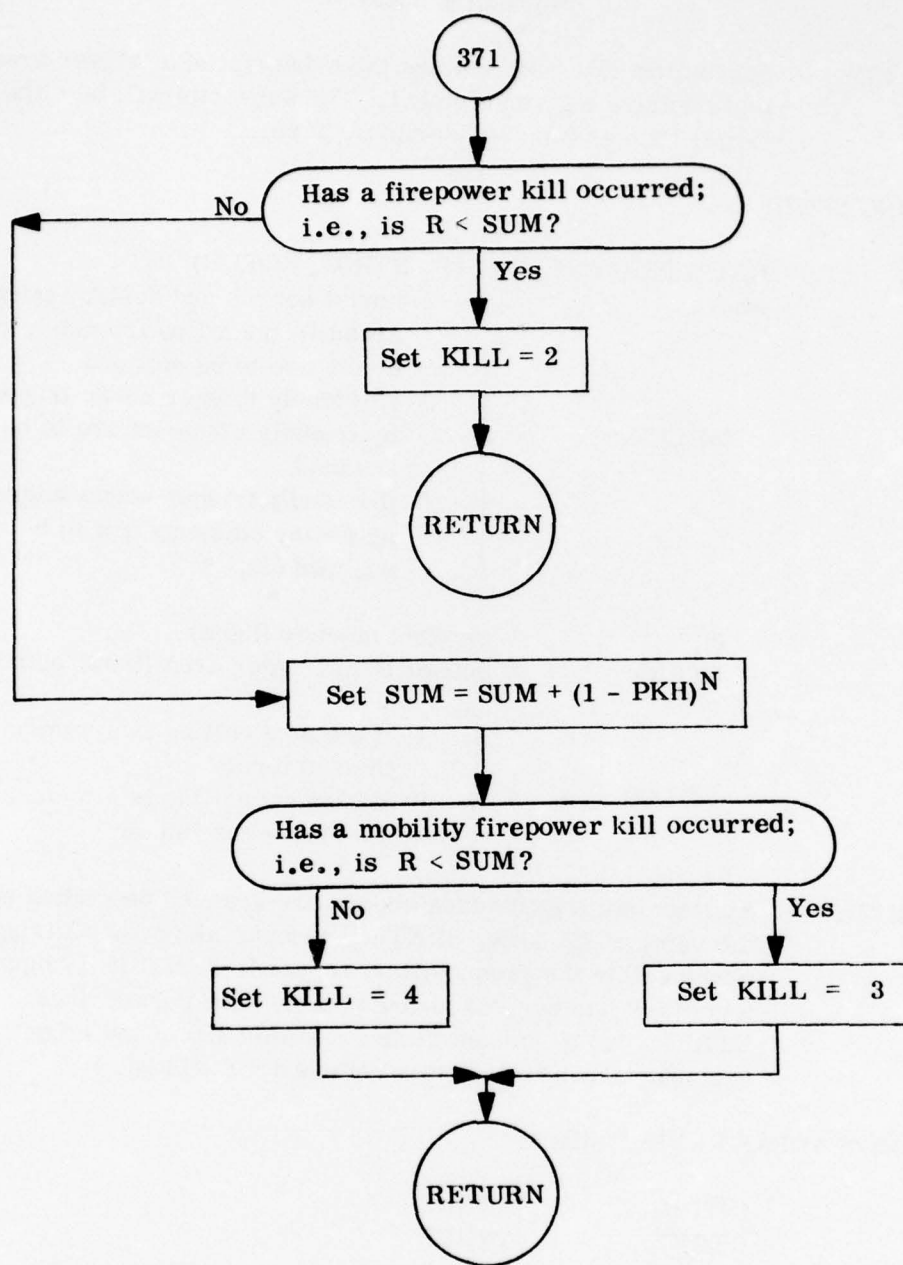 371
Has a firepower kill occurred;
i.e., is R < SUM?
No
Yes
Set KILL = 2
RETURN
Set SUM = SUM + (1 - PKH)^N
Has a mobility firepower kill occurred;
i.e., is R < SUM?
No
Yes
Set KILL = 4
Set KILL = 3
RETURN